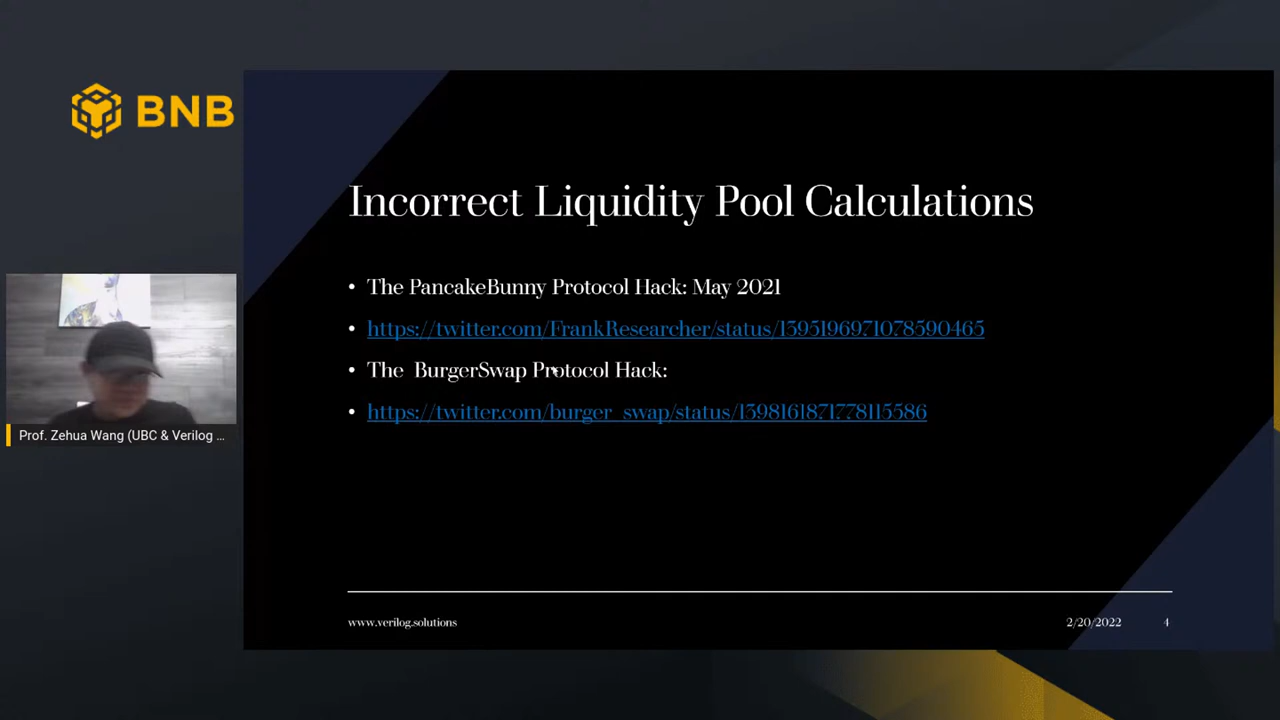 BNB
Incorrect Liquidity Pool Calculations
• The PancakeBunny Protocol Hack: May 2021
• https://twitter.com/FrankResearcher/status/1395196971078590465
• The BurgerSwap Protocol Hack:
• https://twitter.com/burger_swap/status/1398161871778115586
Prof. Zehua Wang (UBC & Verilog ...
www.verilog.solutions
2/20/2022
4